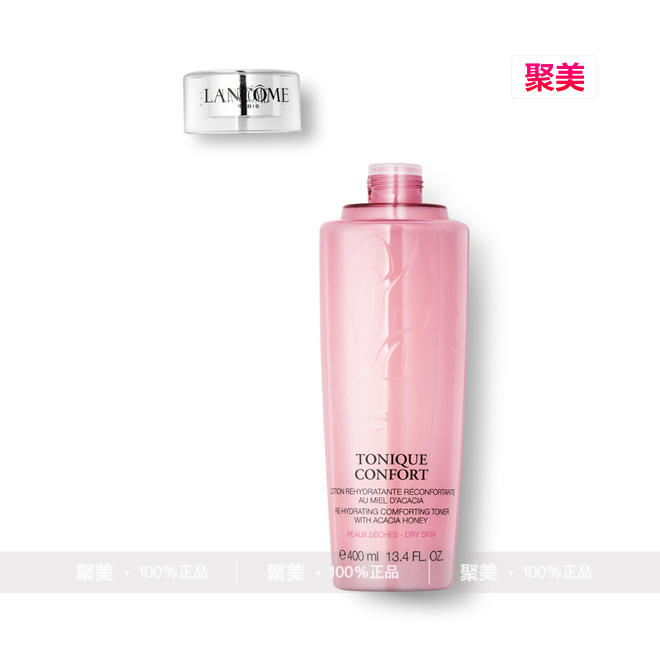 聚美
LANCÔME
PARIS
TONIQUE
CONFORT
LOTION RÉHYDRATANTE RÉCONFORTANTE
AU MIEL D'ACACIA
RE-HYDRATING COMFORTING TONER
WITH ACACIA HONEY
PEAUX SÈCHES - DRY SKIN
e 400 ml 13.4 FL. OZ.
聚美 • 100%正品 聚美 • 100%正品 聚美 • 100%正品